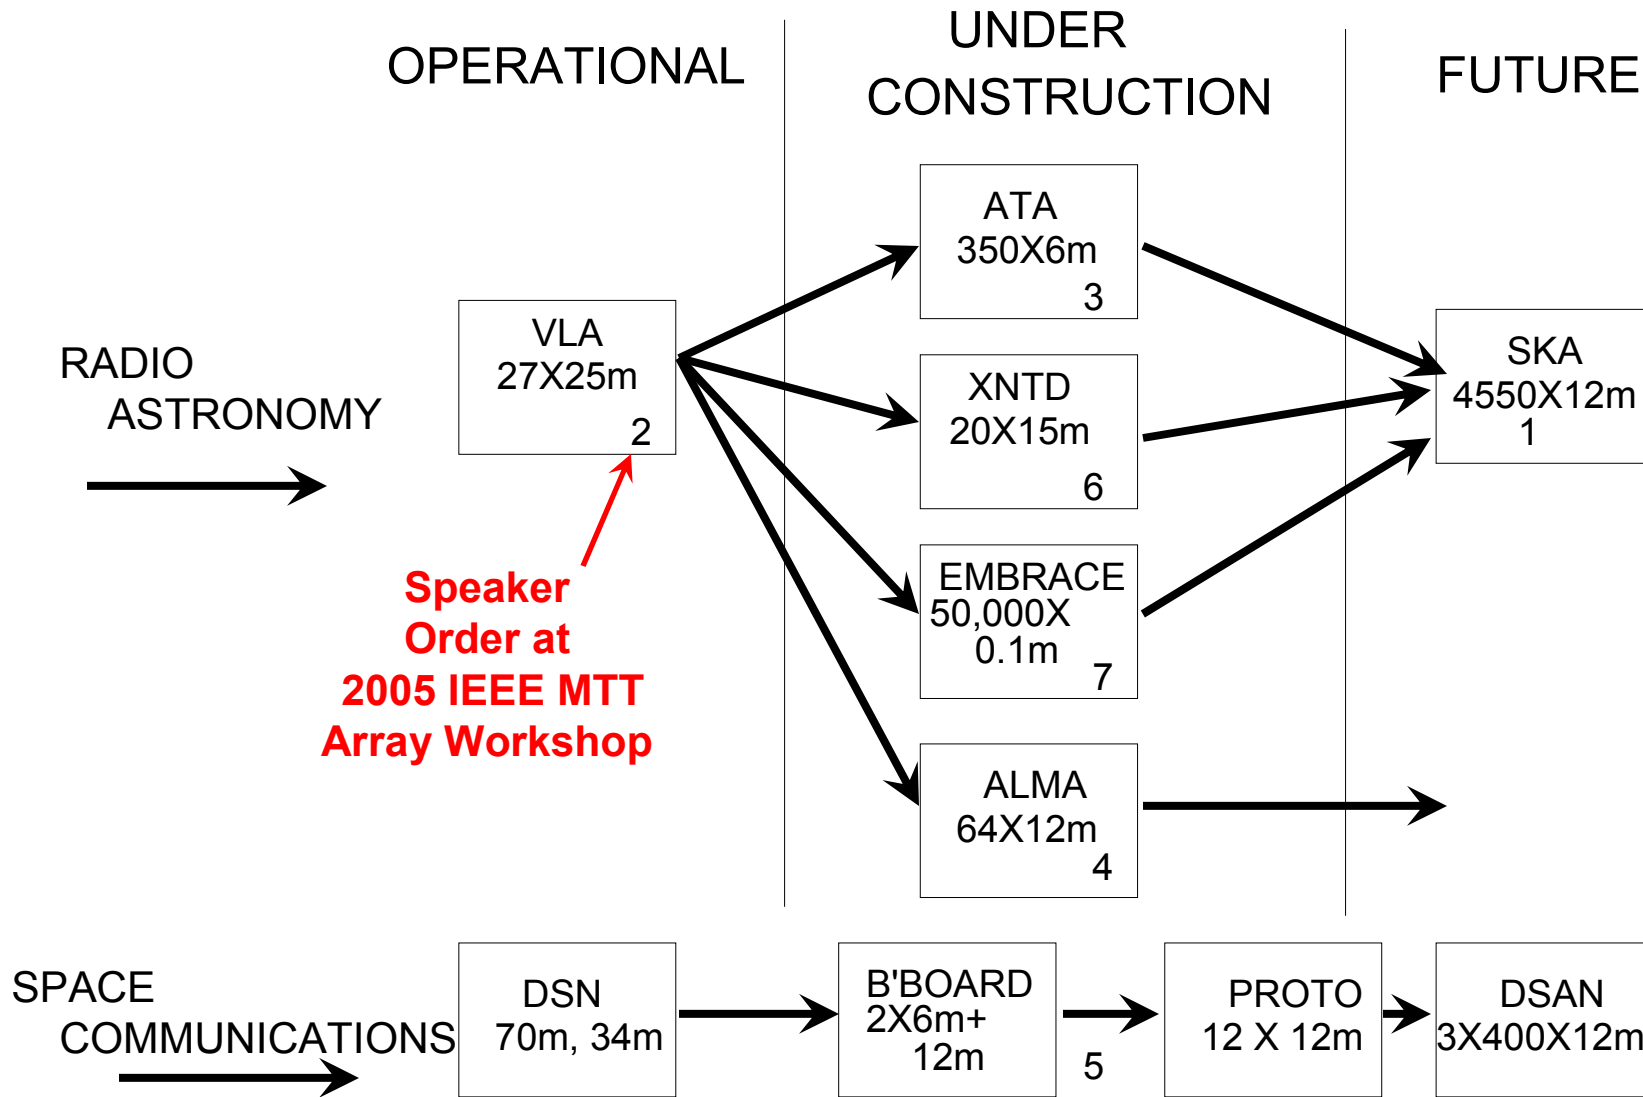 OPERATIONAL
UNDER
CONSTRUCTION
FUTURE
RADIO
ASTRONOMY
VLA
27X25m
2
Speaker
Order at
2005 IEEE MTT
Array Workshop
ATA
350X6m
3
XNTD
20X15m
6
EMBRACE
50,000X
0.1m
7
ALMA
64X12m
4
SKA
4550X12m
1
SPACE
COMMUNICATIONS
DSN
70m, 34m
B'BOARD
2X6m+
12m
5
PROTO
12 X 12m
DSAN
3X400X12m